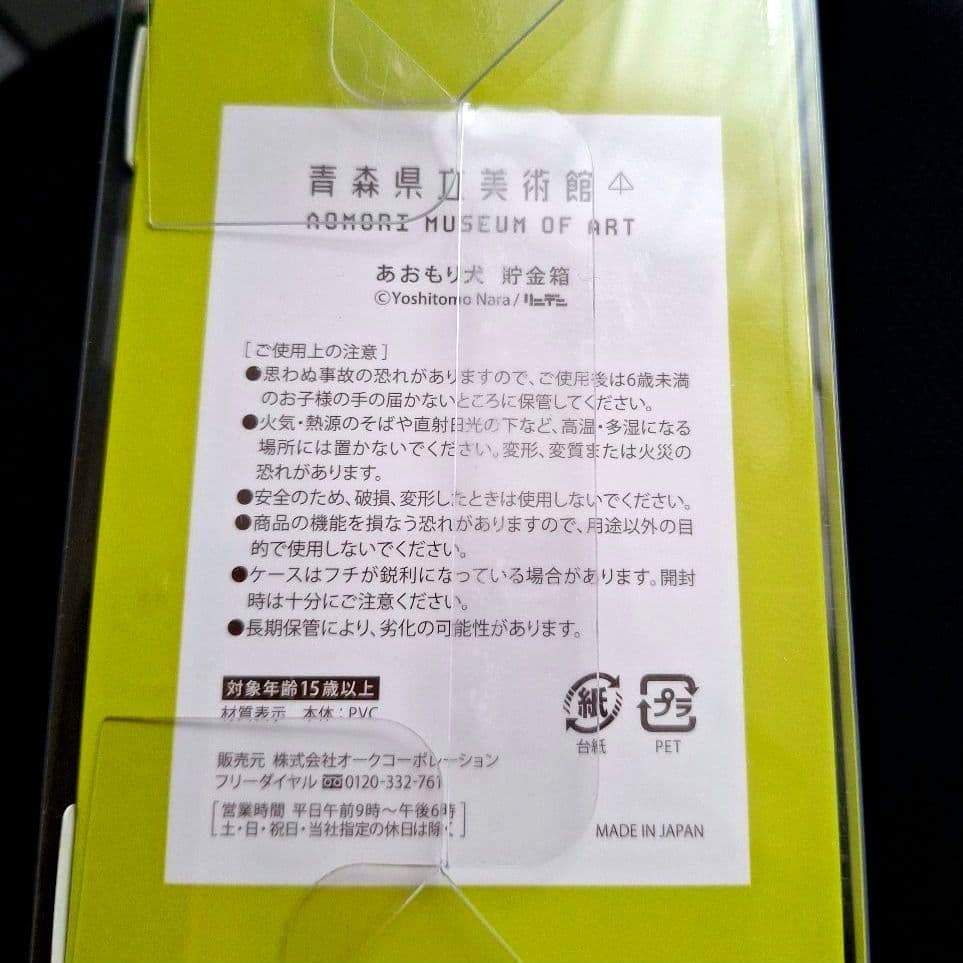 青森県立美術館
AOMORI MUSEUM OF ART
あおもり犬 貯金箱
©Yoshitomo Nara / リニデニ
[ご使用上の注意]
●思わぬ事故の恐れがありますので、ご使用後は6歳未満
のお子様の手の届かないところに保管してください。
●火気・熱源のそばや直射日光の下など、高温・多湿になる
場所には置かないでください。変形、変質または火災の
恐れがあります。
●安全のため、破損、変形したときは使用しないでください。
●商品の機能を損なう恐れがありますので、用途以外の目
的で使用しないでください。
●ケースはフチが鋭利になっている場合があります。開封
時は十分にご注意ください。
●長期保管により、劣化の可能性があります。
対象年齢15歳以上
材質表示 本体：PVC
紙
台紙
プラ
PET
販売元 株式会社オークコーポレーション
フリーダイヤル 0120-332-761
[営業時間 平日午前9時～午後6時
土・日・祝日・当社指定の休日は除く]
MADE IN JAPAN